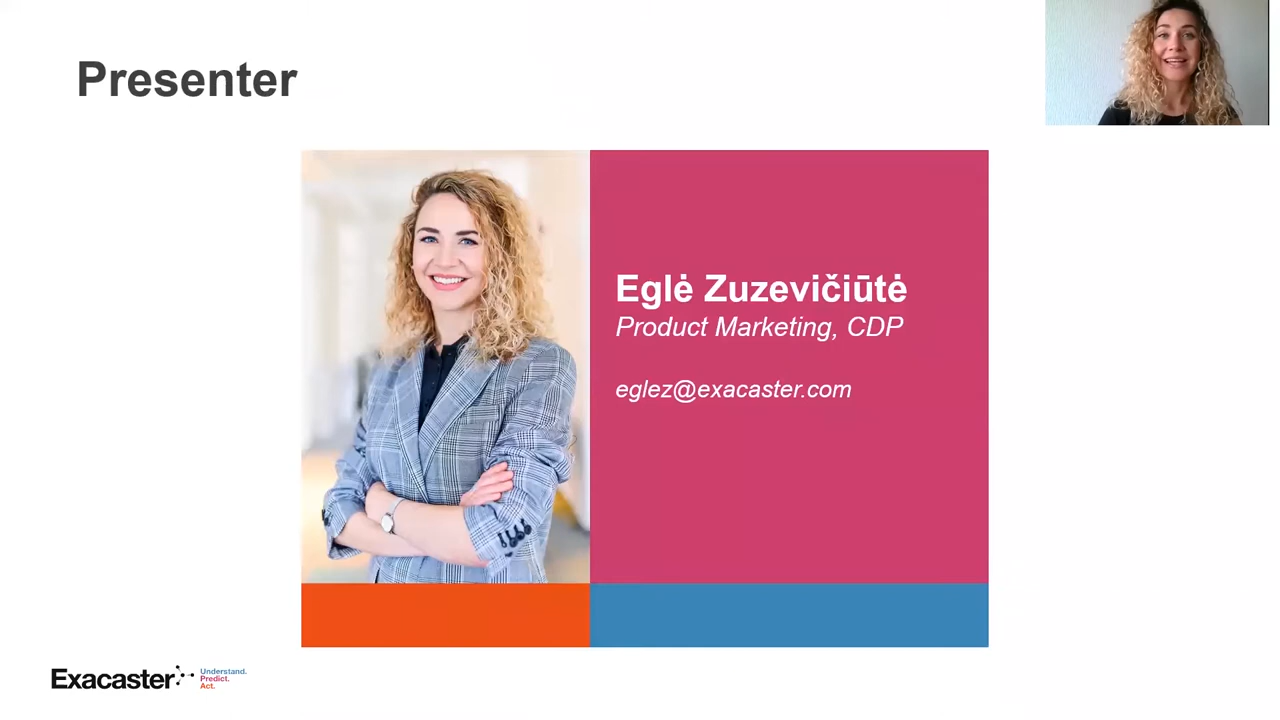 Presenter
Eglė Zuzevičiūtė
Product Marketing, CDP
eglez@exacaster.com
Exacaster
Understand.
Predict.
Act.